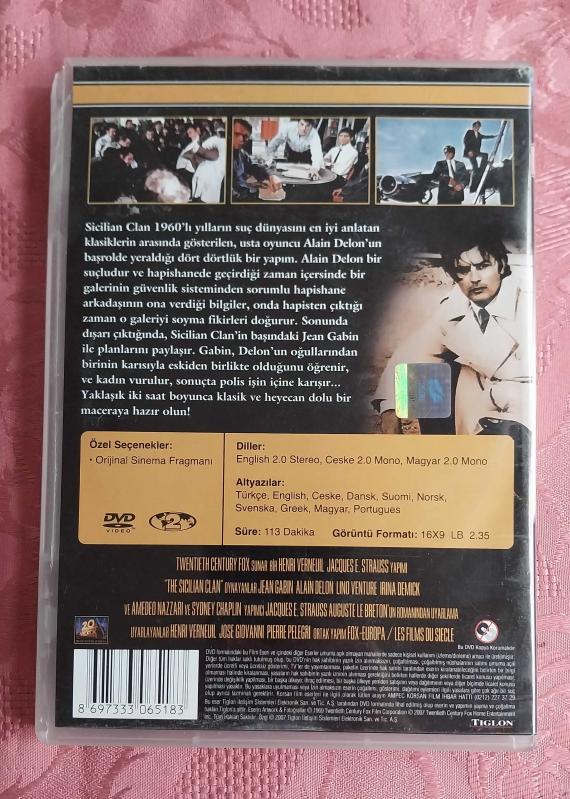 Sicilian Clan 1960'lı yılların suç dünyasını en iyi anlatan
klasiklerin arasında gösterilen, usta oyuncu Alain Delon'un
başrolde yeraldığı dört dörtlük bir yapım. Alain Delon bir
suçludur ve hapishanede geçirdiği zaman içersinde bir
galerinin güvenlik sisteminden sorumlu hapishane
arkadaşının ona verdiği bilgiler, onda hapisten çıktığı
zaman o galeriyi soyma fikirleri doğurur. Sonunda
dışarı çıktığında, Sicilian Clan'in başındaki Jean Gabin
ile planlarını paylaşır. Gabin, Delon'un oğullarından
birinin karısıyla eskiden birlikte olduğunu öğrenir,
ve kadın vurulur, sonuçta polis işin içine karışır...
Yaklaşık iki saat boyunca klasik ve heyecan dolu bir
maceraya hazır olun!
Özel Seçenekler:
• Orijinal Sinema Fragmanı
DVD
VIDEO
2
Diller:
English 2.0 Stereo, Ceske 2.0 Mono, Magyar 2.0 Mono
Altyazılar:
Türkçe, English, Ceske, Dansk, Suomi, Norsk,
Svenska, Greek, Magyar, Portugues
Süre: 113 Dakika Görüntü Formatı: 16X9 LB 2.35
TWENTIETH CENTURY FOX SUNAR BİR HENRI VERNEUIL JACQUES E. STRAUSS YAPIMI
"THE SICILIAN CLAN" OYNAYANLAR JEAN GABIN ALAIN DELON LINO VENTURE IRINA DEMICK
VE AMEDEO NAZZARI VE SYDNEY CHAPLIN YAPIMCI JACQUES E. STRAUSS AUGUSTE LE BRETON'UN ROMANINDAN UYARLAMA
UYARLAYANLAR HENRI VERNEUIL JOSE GIOVANNI PIERRE PELEGRI ORTAK YAPIM FOX-EUROPA / LES FILMS DU SIECLE
Bu DVD Kopya Korumalıdır
8 697333 065183
TIGLON